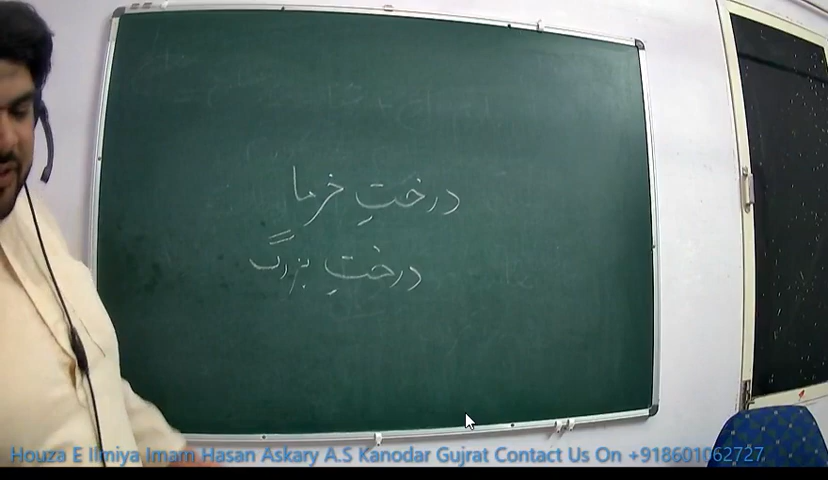 درختِ خرما
درختِ بزرگ
Houza E Ilmiya Imam Hasan Askary A.S Kanodar Gujrat Contact Us On +918601062727